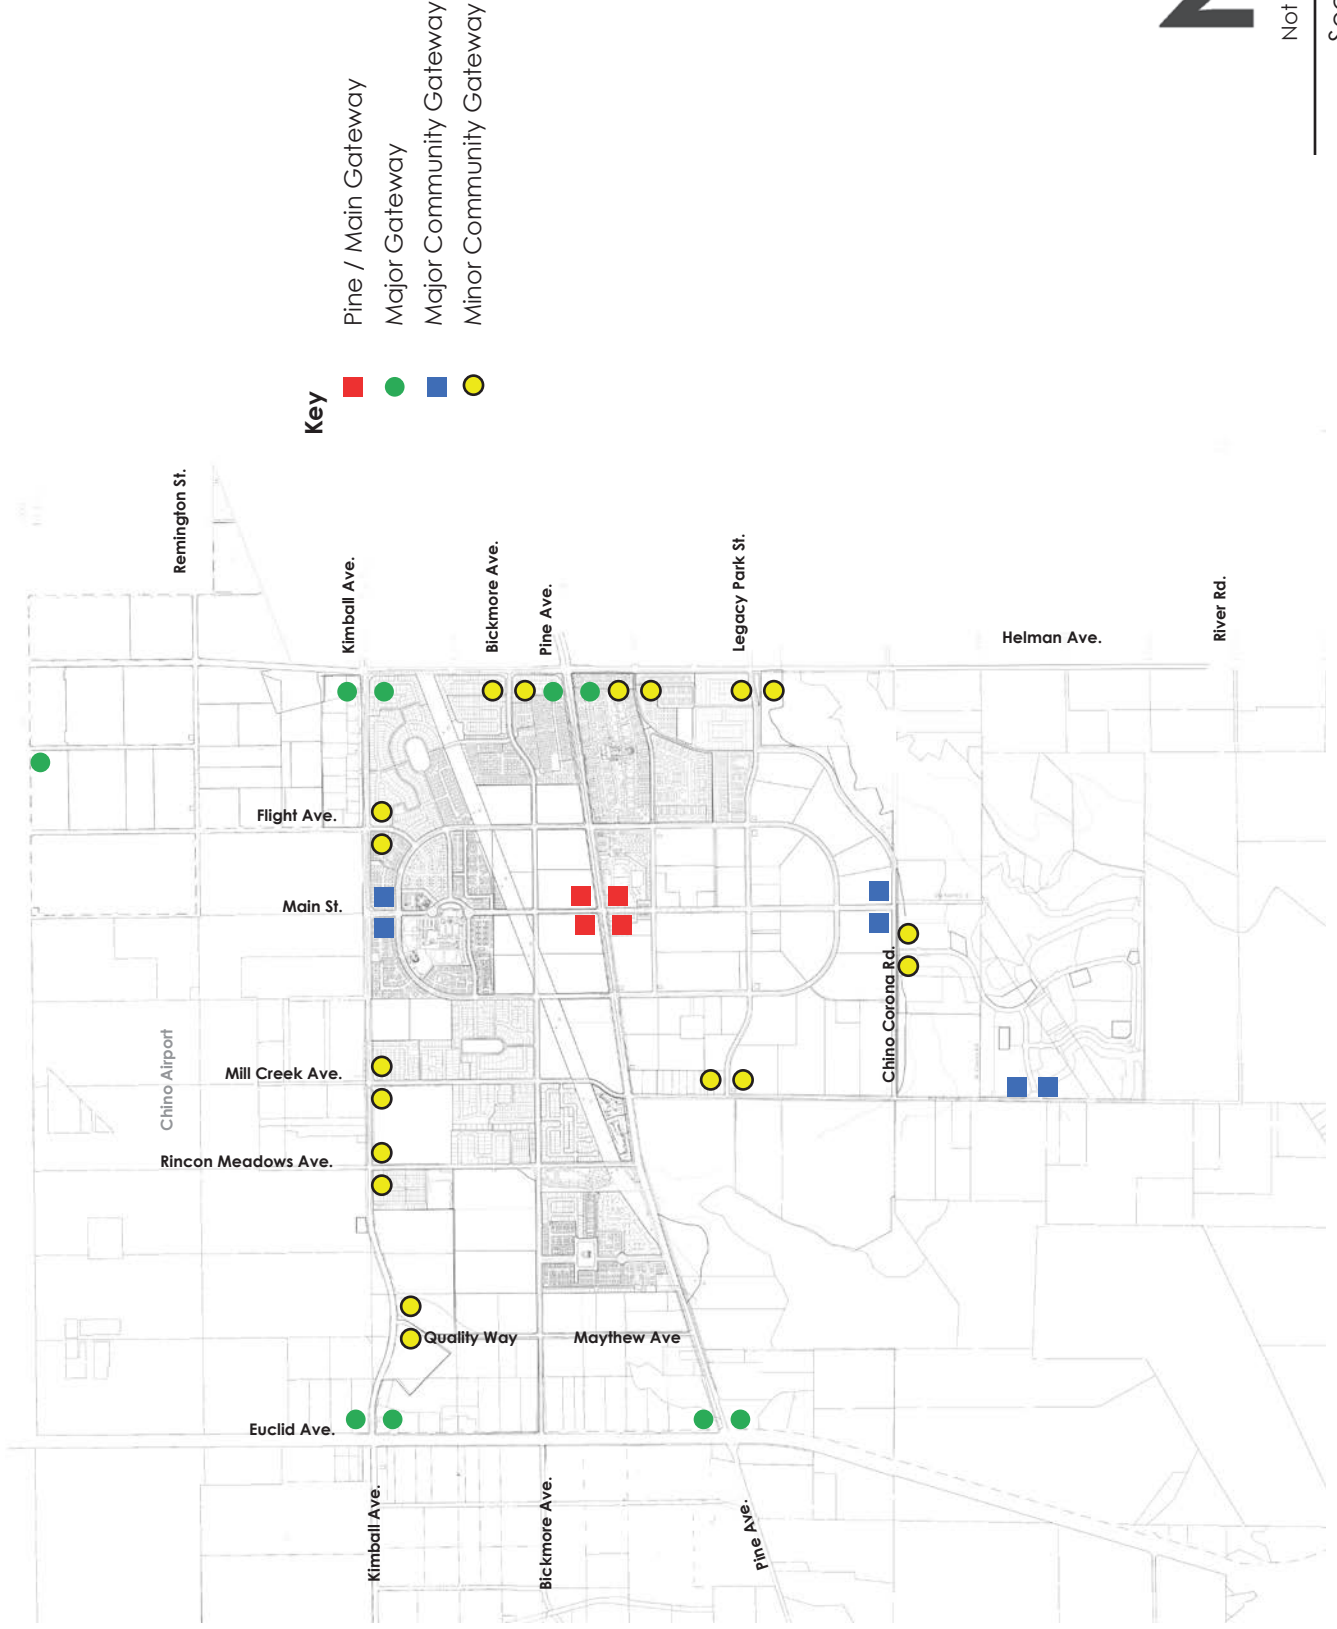 Key
Pine / Main Gateway
Major Gateway
Major Community Gateway
Minor Community Gateway
Not
Remington St.
Kimball Ave.
Bickmore Ave.
Pine Ave.
Legacy Park St.
Helman Ave.
River Rd.
Flight Ave.
Main St.
Chino Corona Rd.
Chino Airport
Mill Creek Ave.
Rincon Meadows Ave.
Quality Way
Maythew Ave
Euclid Ave.
Kimball Ave.
Bickmore Ave.
Pine Ave.